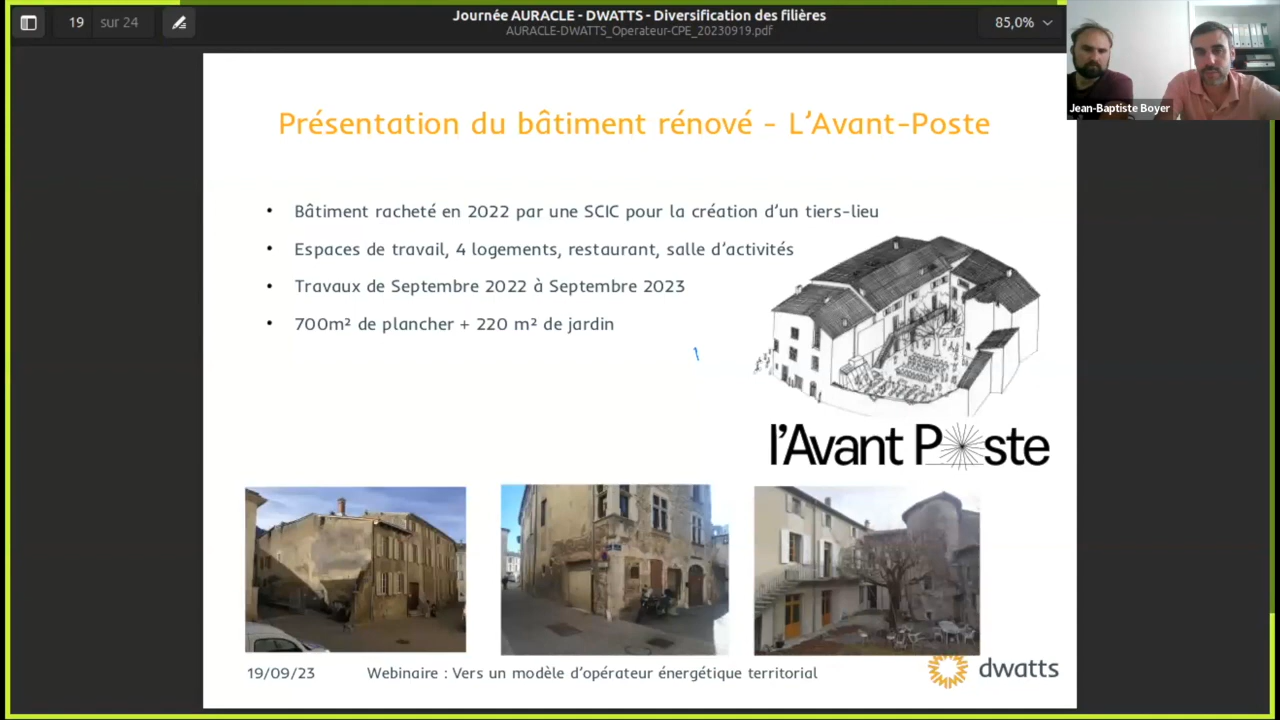 19 sur 24
Journée AURACLE - DWATTS - Diversification des filières
AURACLE-DWATTS_Operateur-CPE_20230919.pdf
85,0%
Jean-Baptiste Boyer
Présentation du bâtiment rénové - L'Avant-Poste
• Bâtiment racheté en 2022 par une SCIC pour la création d'un tiers-lieu
• Espaces de travail, 4 logements, restaurant, salle d'activités
• Travaux de Septembre 2022 à Septembre 2023
• 700m² de plancher + 220 m² de jardin
l'Avant Poste
19/09/23
Webinaire : Vers un modèle d'opérateur énergétique territorial
dwatts